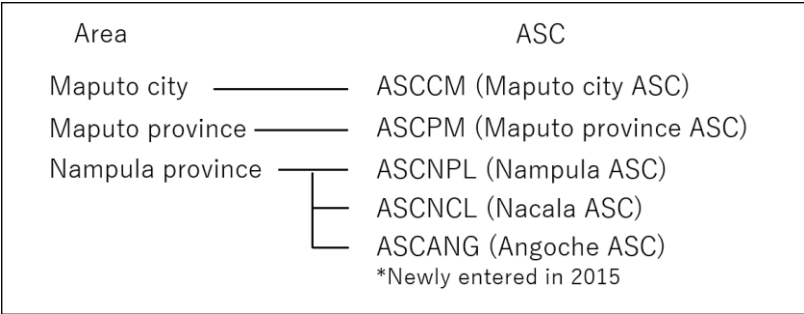 Area ASC
Maputo city ASCCM (Maputo city ASC)
Maputo province ASCPM (Maputo province ASC)
Nampula province ASCNPL (Nampula ASC)
ASCNCL (Nacala ASC)
ASCANG (Angoche ASC)
*Newly entered in 2015